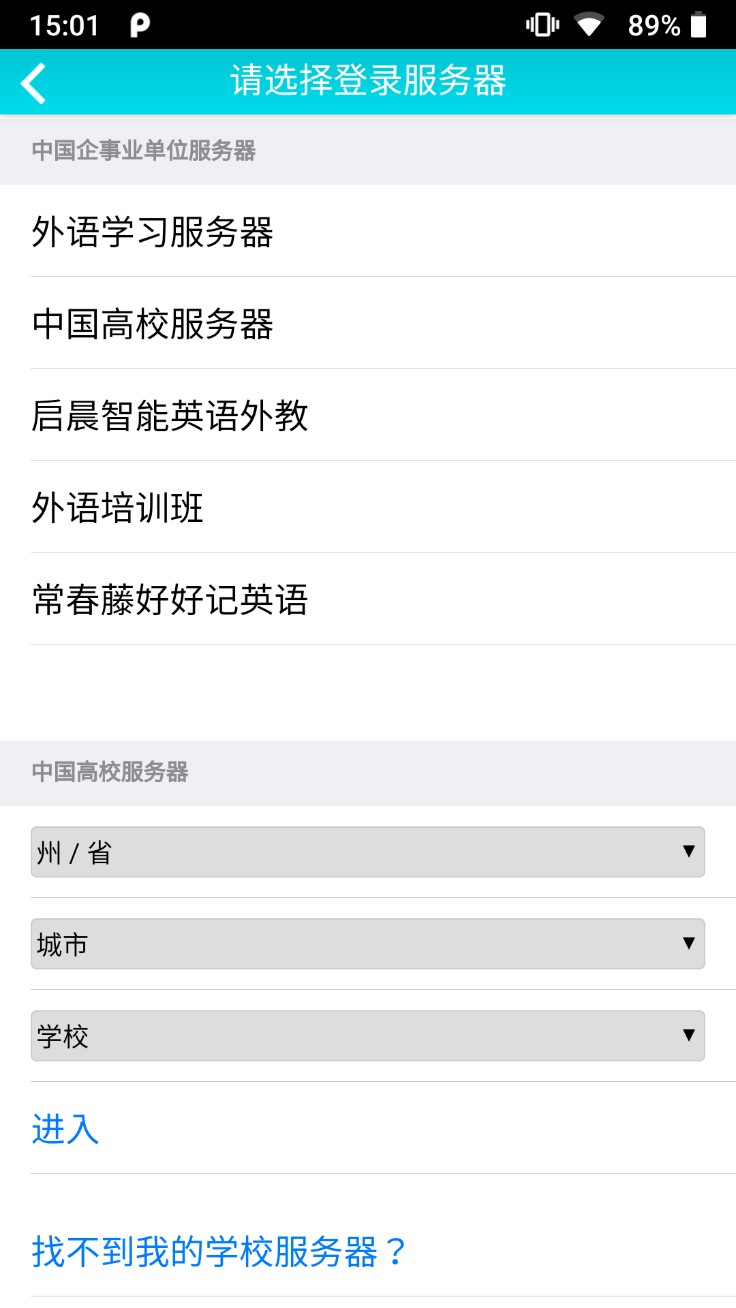 15:01
89%
请选择登录服务器
中国企事业单位服务器
外语学习服务器
中国高校服务器
启晨智能英语外教
外语培训班
常春藤好好记英语
中国高校服务器
州 / 省
城市
学校
进入
找不到我的学校服务器？